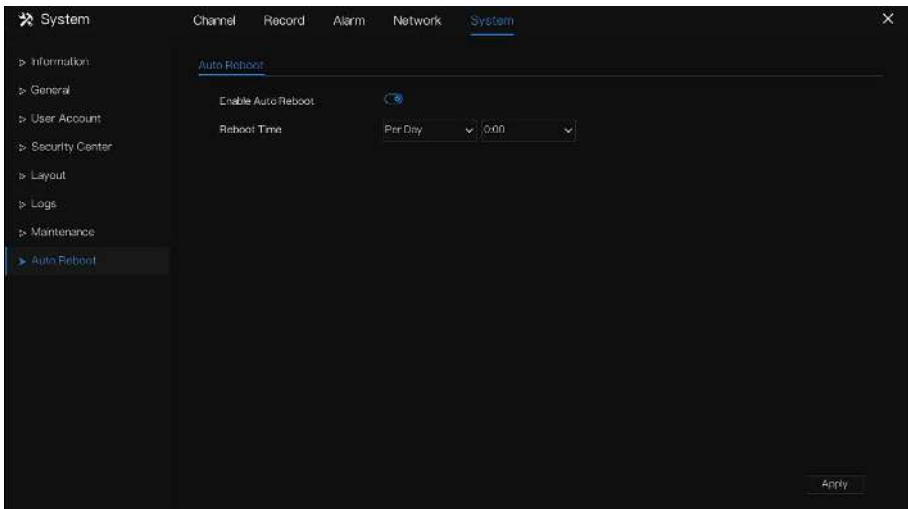 System
Channel Record Alarm Network System
Information
General
User Account
Security Center
Layout
Logs
Maintenance
Auto Reboot
Auto Reboot
Enable Auto Reboot
Reboot Time Per Day 0:00
Apply